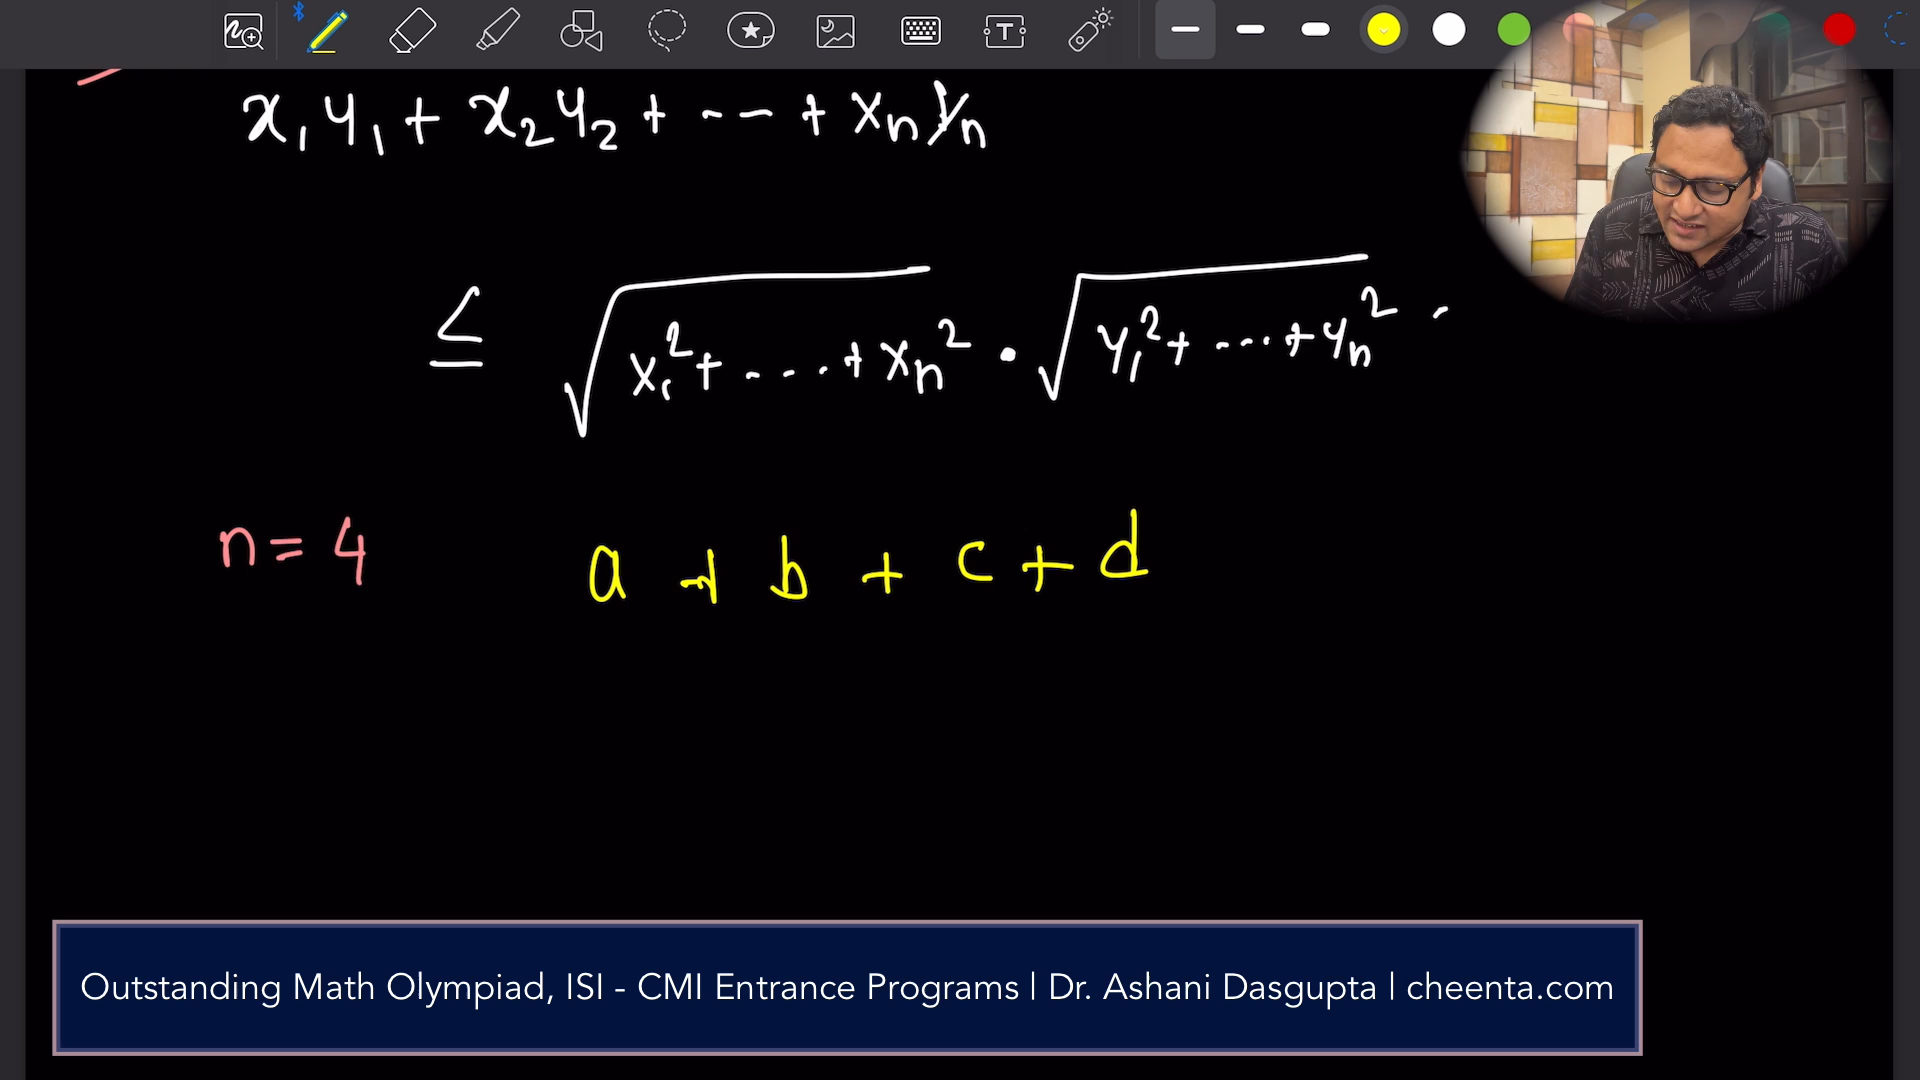 x₁y₁ + x₂y₂ + --- + xₙyₙ
≤ √(x₁² + .... + xₙ²) • √(y₁² + .... + yₙ²) .
n = 4 a + b + c + d
Outstanding Math Olympiad, ISI - CMI Entrance Programs | Dr. Ashani Dasgupta | cheenta.com